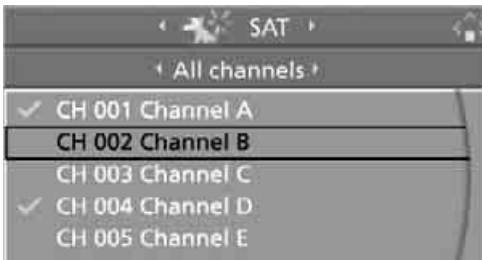 SAT
All channels
CH 001 Channel A
CH 002 Channel B
CH 003 Channel C
CH 004 Channel D
CH 005 Channel E